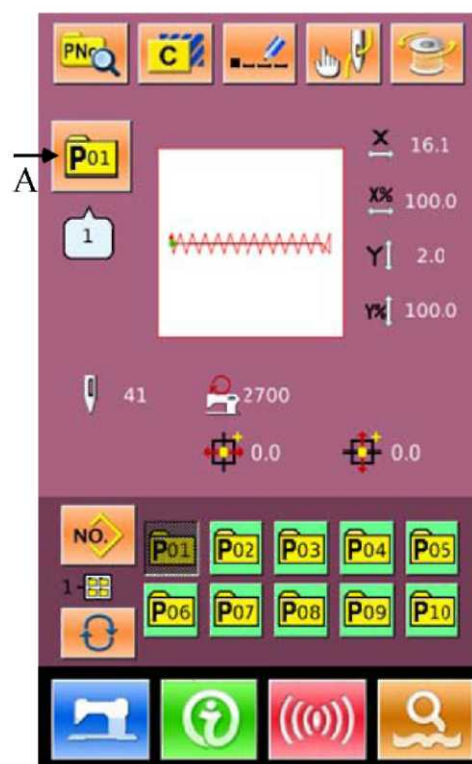 PNo.
C
A
P01
X 16.1
1
X% 100.0
Y 2.0
Y% 100.0
41 2700
0.0 0.0
NO.
P01 P02 P03 P04 P05
1-
P06 P07 P08 P09 P10